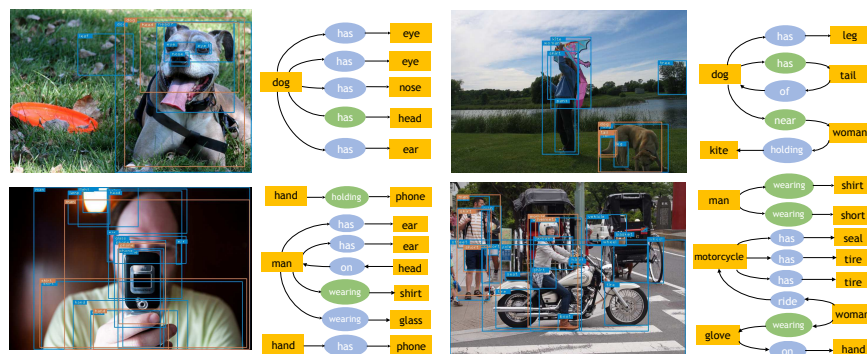 has
eye
has
eye
dog
has
nose
has
head
has
ear
has
leg
dog
has
tail
of
near
woman
kite
holding
hand
holding
phone
has
ear
has
ear
man
on
head
wearing
shirt
wearing
glass
hand
has
phone
man
wearing
shirt
wearing
short
has
seal
motorcycle
has
tire
has
tire
ride
woman
glove
wearing
on
hand